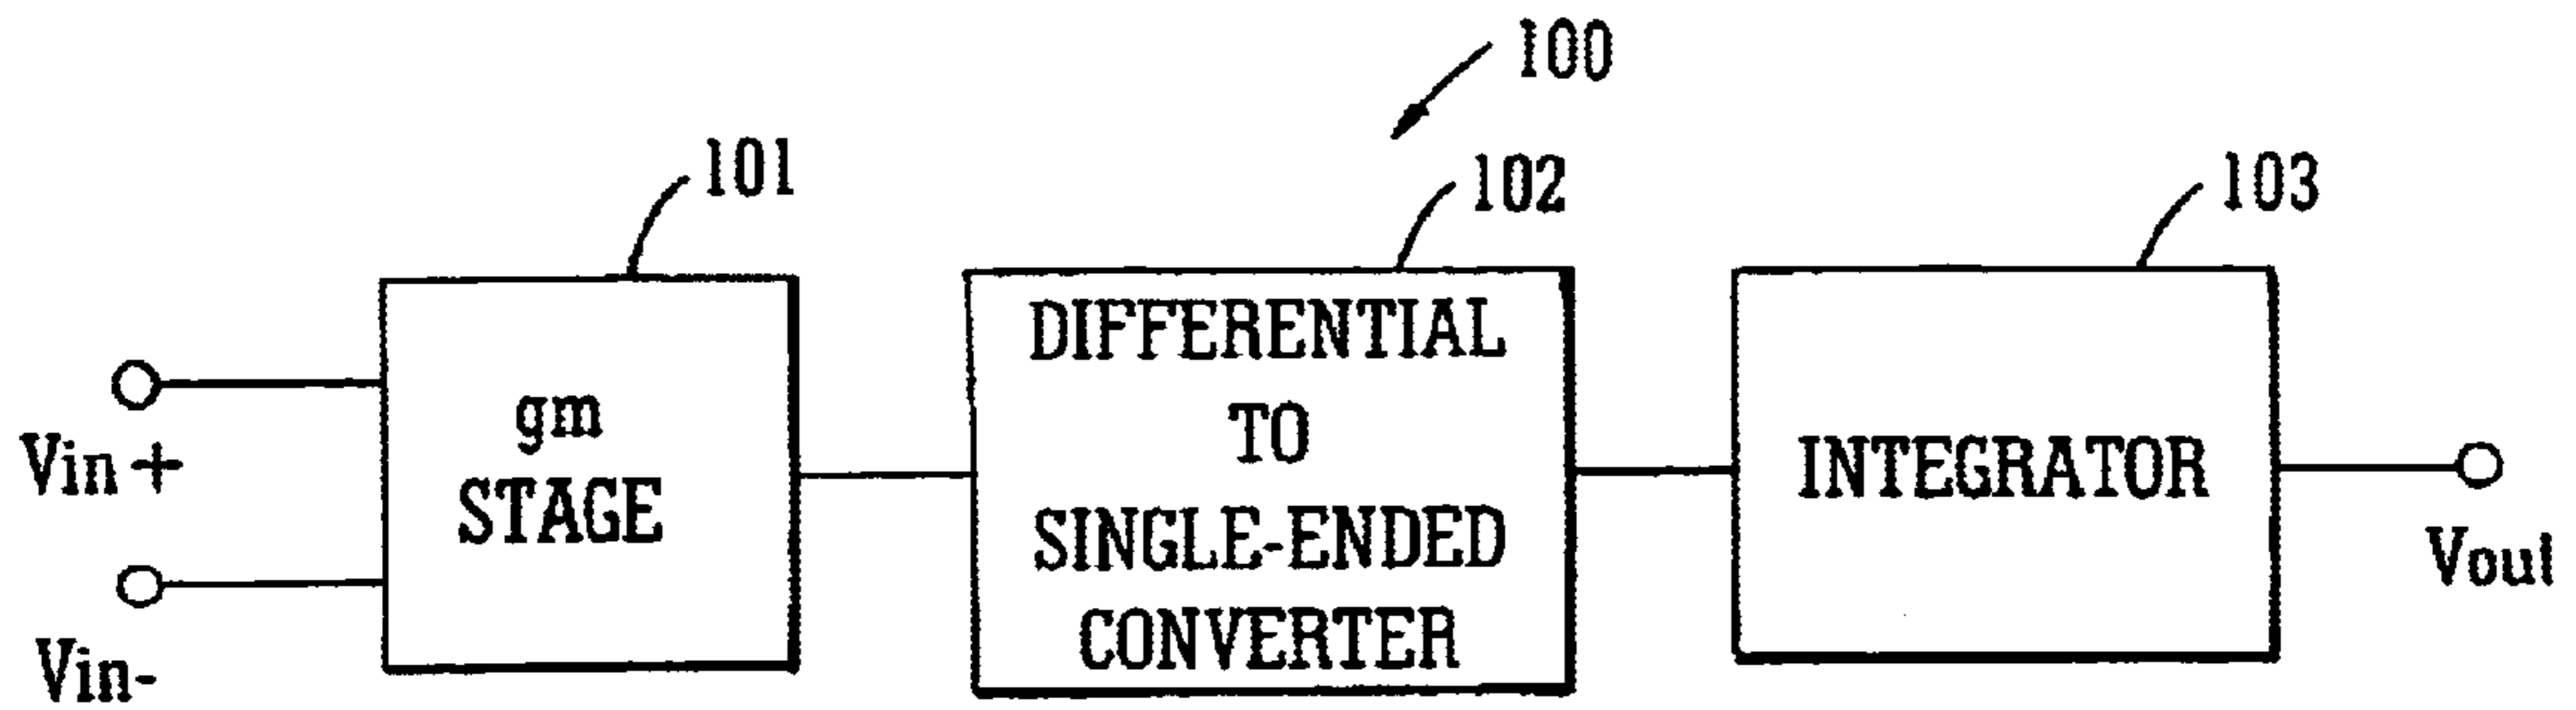 100
101
102
103
DIFFERENTIAL
TO
SINGLE-ENDED
CONVERTER
gm
STAGE
INTEGRATOR
Vin +
Vin-
Vout